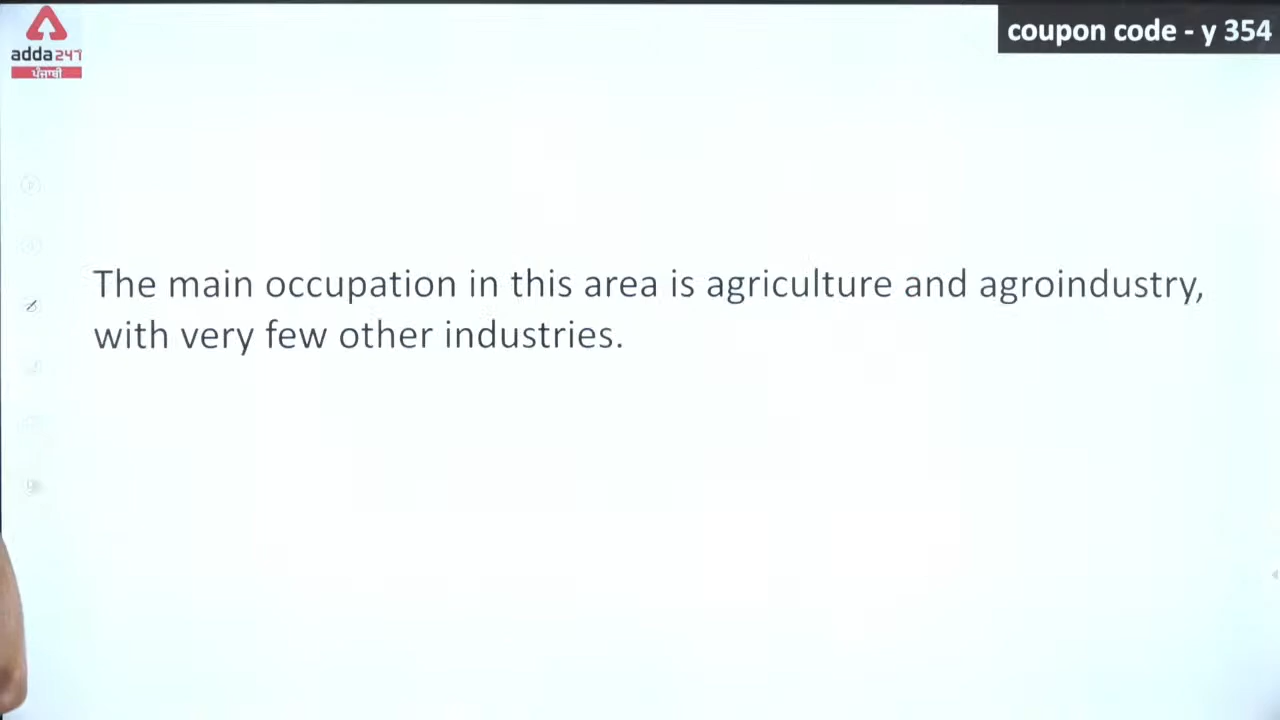 adda247
ਪੰਜਾਬੀ
coupon code - y 354
The main occupation in this area is agriculture and agroindustry,
with very few other industries.